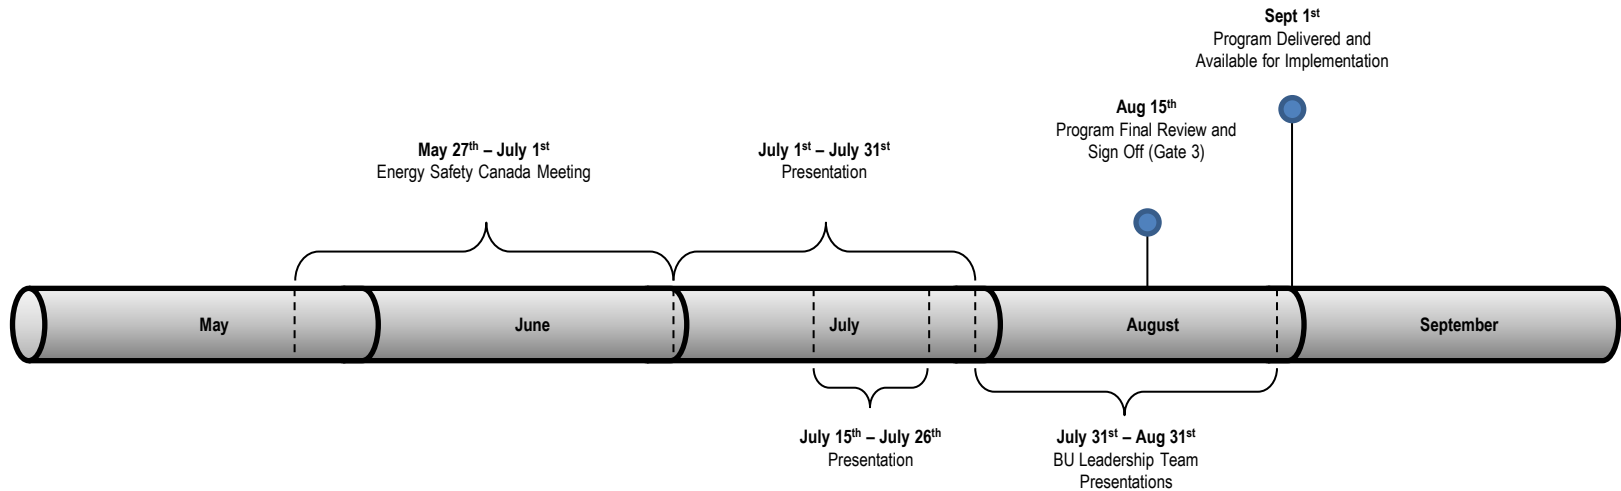 Sept 1st
Program Delivered and
Available for Implementation
Aug 15th
Program Final Review and
Sign Off (Gate 3)
May 27th – July 1st
Energy Safety Canada Meeting
July 1st – July 31st
Presentation
May
June
July
August
September
July 15th – July 26th
Presentation
July 31st – Aug 31st
BU Leadership Team
Presentations